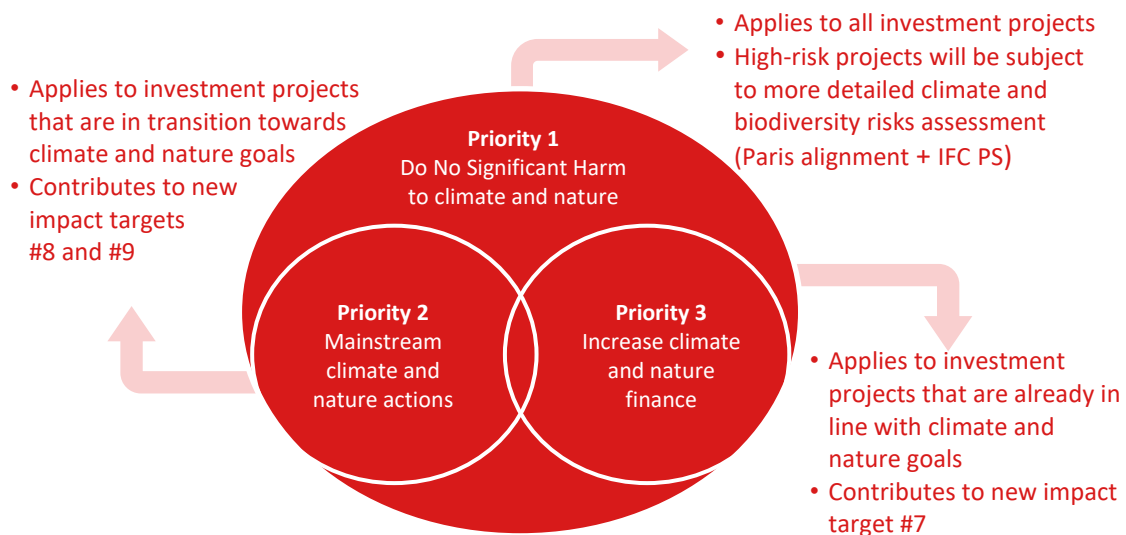 • Applies to all investment projects
• High-risk projects will be subject
to more detailed climate and
biodiversity risks assessment
(Paris alignment + IFC PS)
• Applies to investment projects
that are in transition towards
climate and nature goals
• Contributes to new
impact targets
#8 and #9
Priority 1
Do No Significant Harm
to climate and nature
Priority 2
Mainstream
climate and
nature actions
Priority 3
Increase climate
and nature
finance
• Applies to investment
projects that are already in
line with climate and
nature goals
• Contributes to new impact
target #7